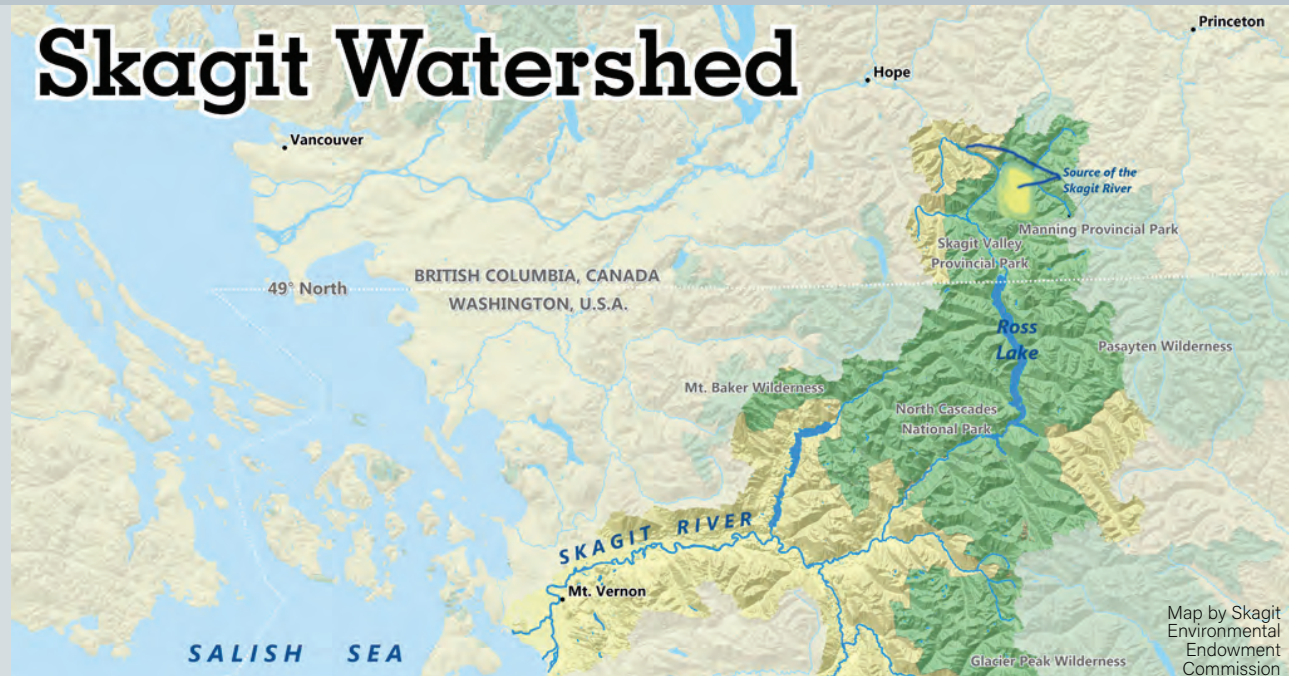 Skagit Watershed
Princeton
Hope
Vancouver
Source of the
Skagit River
Manning Provincial Park
Skagit Valley
Provincial Park
BRITISH COLUMBIA, CANADA
49° North
WASHINGTON, U.S.A.
Ross
Lake
Pasayten Wilderness
Mt. Baker Wilderness
North Cascades
National Park
SKAGIT RIVER
Mt. Vernon
SALISH SEA
Glacier Peak Wilderness
Map by Skagit
Environmental
Endowment
Commission